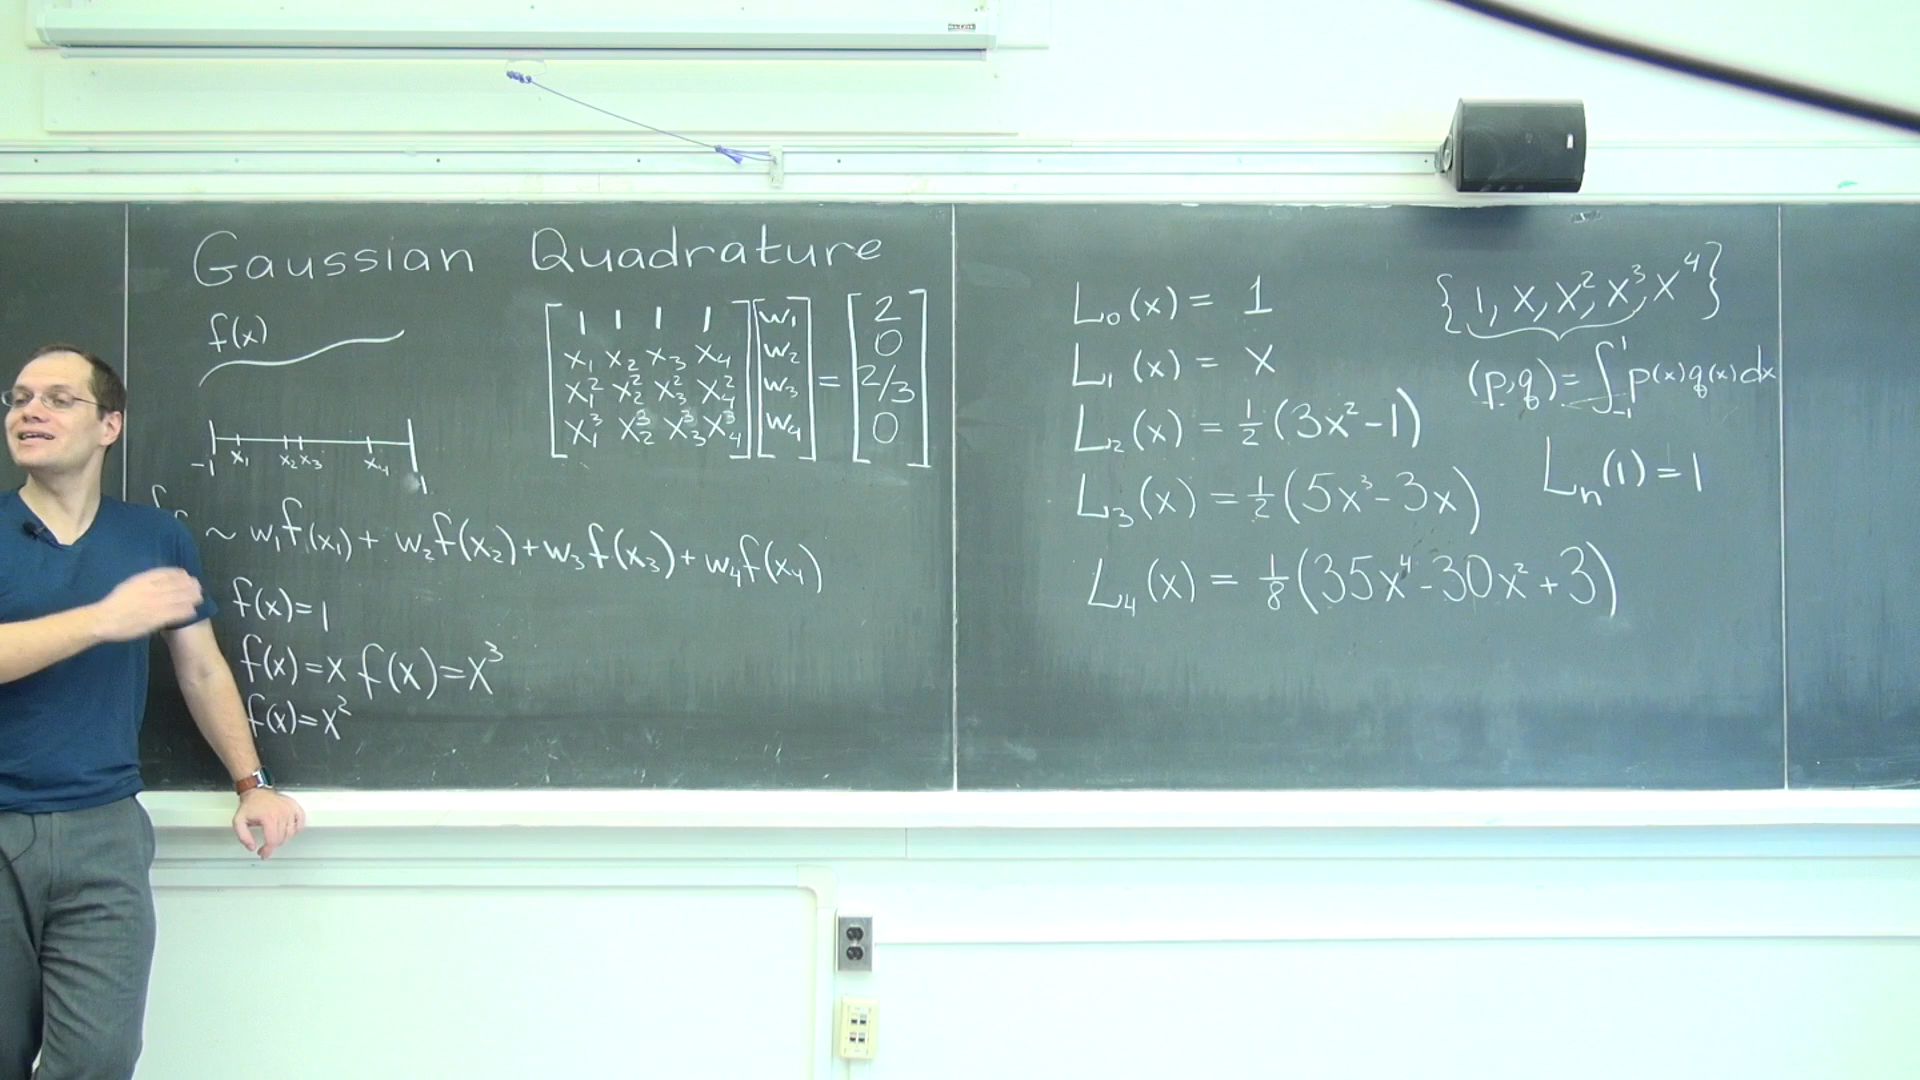 Gaussian Quadrature
f(x)
-1 x₁ x₂ x₃ x₄ 1
[1 1 1 1] [w₁] = [2]
[x₁ x₂ x₃ x₄] [w₂] [0]
[x₁² x₂² x₃² x₄²] [w₃] [2/3]
[x₁³ x₂³ x₃³ x₄³] [w₄] [0]
~ w₁f(x₁) + w₂f(x₂) + w₃f(x₃) + w₄f(x₄)
f(x)=1
f(x)=x f(x)=x³
f(x)=x²
L₀(x) = 1
L₁(x) = x
L₂(x) = ½(3x²-1)
L₃(x) = ½(5x³-3x)
L₄(x) = ⅛(35x⁴-30x²+3)
{1, x, x², x³, x⁴}
(p,q) = ∫₋₁¹ p(x)q(x)dx
Lₙ(1) = 1